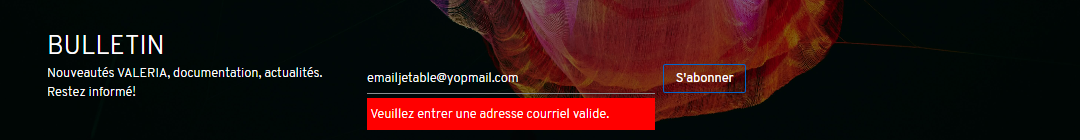 BULLETIN
Nouveautés VALERIA, documentation, actualités.
Restez informé!
emailjetable@yopmail.com
S'abonner
Veuillez entrer une adresse courriel valide.